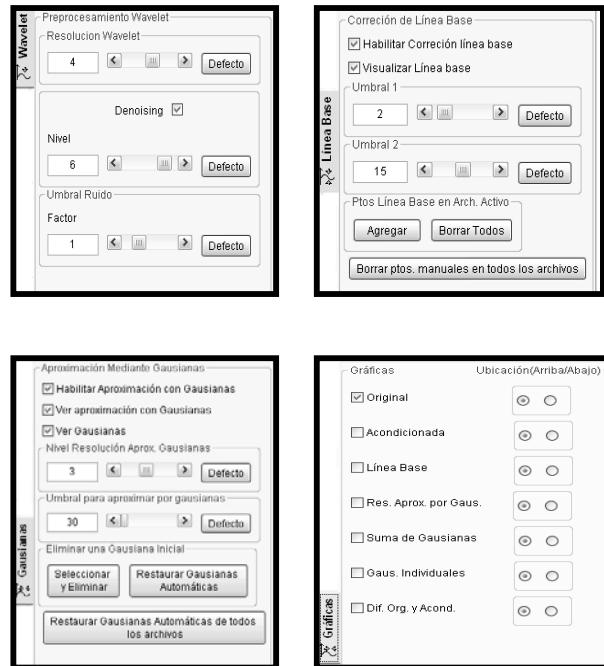 Wavelet
Preprocesamiento Wavelet
Resolucion Wavelet
4
Defecto
Denoising
Nivel
6
Defecto
Umbral Ruido
Factor
1
Defecto
Línea Base
Correción de Línea Base
Habilitar Correción línea base
Visualizar Línea base
Umbral 1
2
Defecto
Umbral 2
15
Defecto
Ptos Línea Base en Arch. Activo
Agregar
Borrar Todos
Borrar ptos. manuales en todos los archivos
Gausianas
Aproximación Mediante Gausianas
Habilitar Aproximación con Gausianas
Ver aproximación con Gausianas
Ver Gausianas
Nivel Resolución Aprox. Gausianas
3
Defecto
Umbral para aproximar por gausianas
30
Defecto
Eliminar una Gausiana Inicial
Seleccionar
y Eliminar
Restaurar Gausianas
Automáticas
Restaurar Gausianas Automáticas de todos
los archivos
Gráficas
Gráficas Ubicación(Arriba/Abajo)
Original
Acondicionada
Línea Base
Res. Aprox. por Gaus.
Suma de Gausianas
Gaus. Individuales
Dif. Org. y Acond.